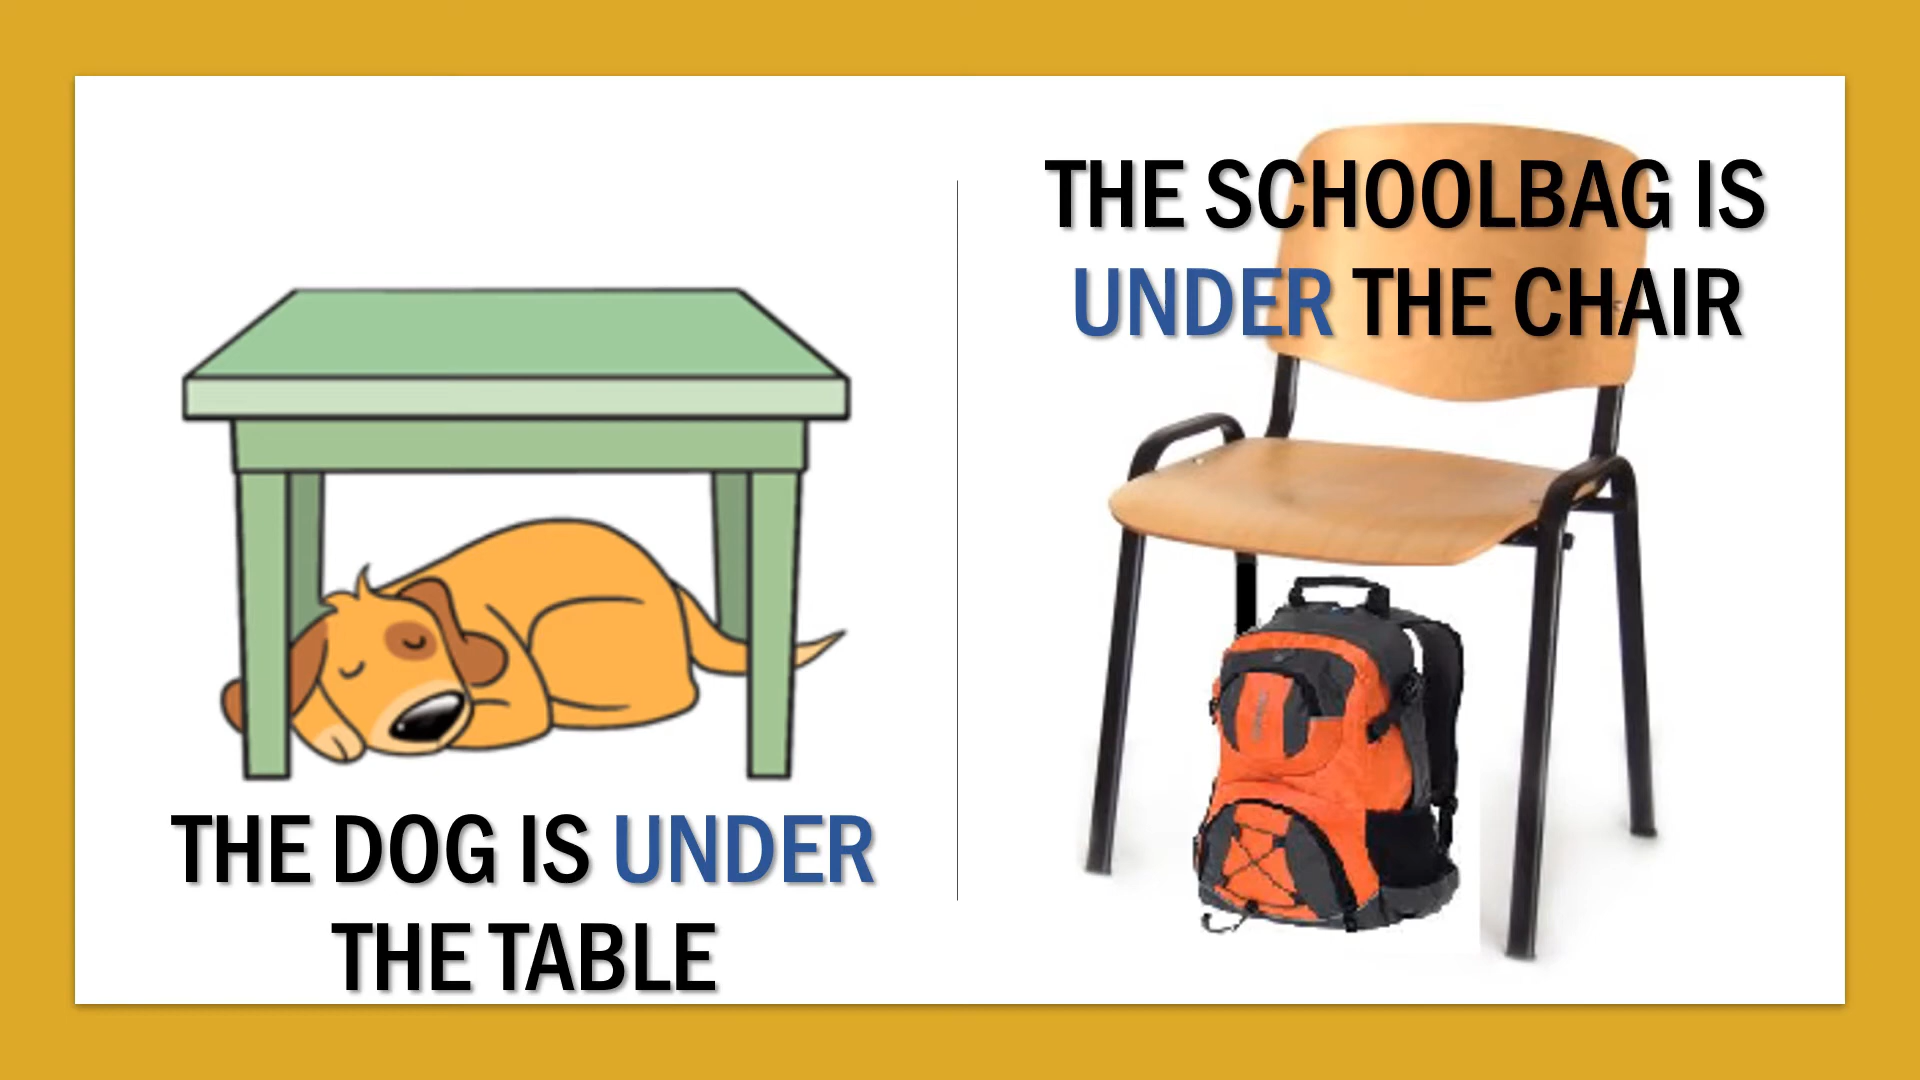 THE DOG IS UNDER
THE TABLE
THE SCHOOLBAG IS
UNDER THE CHAIR